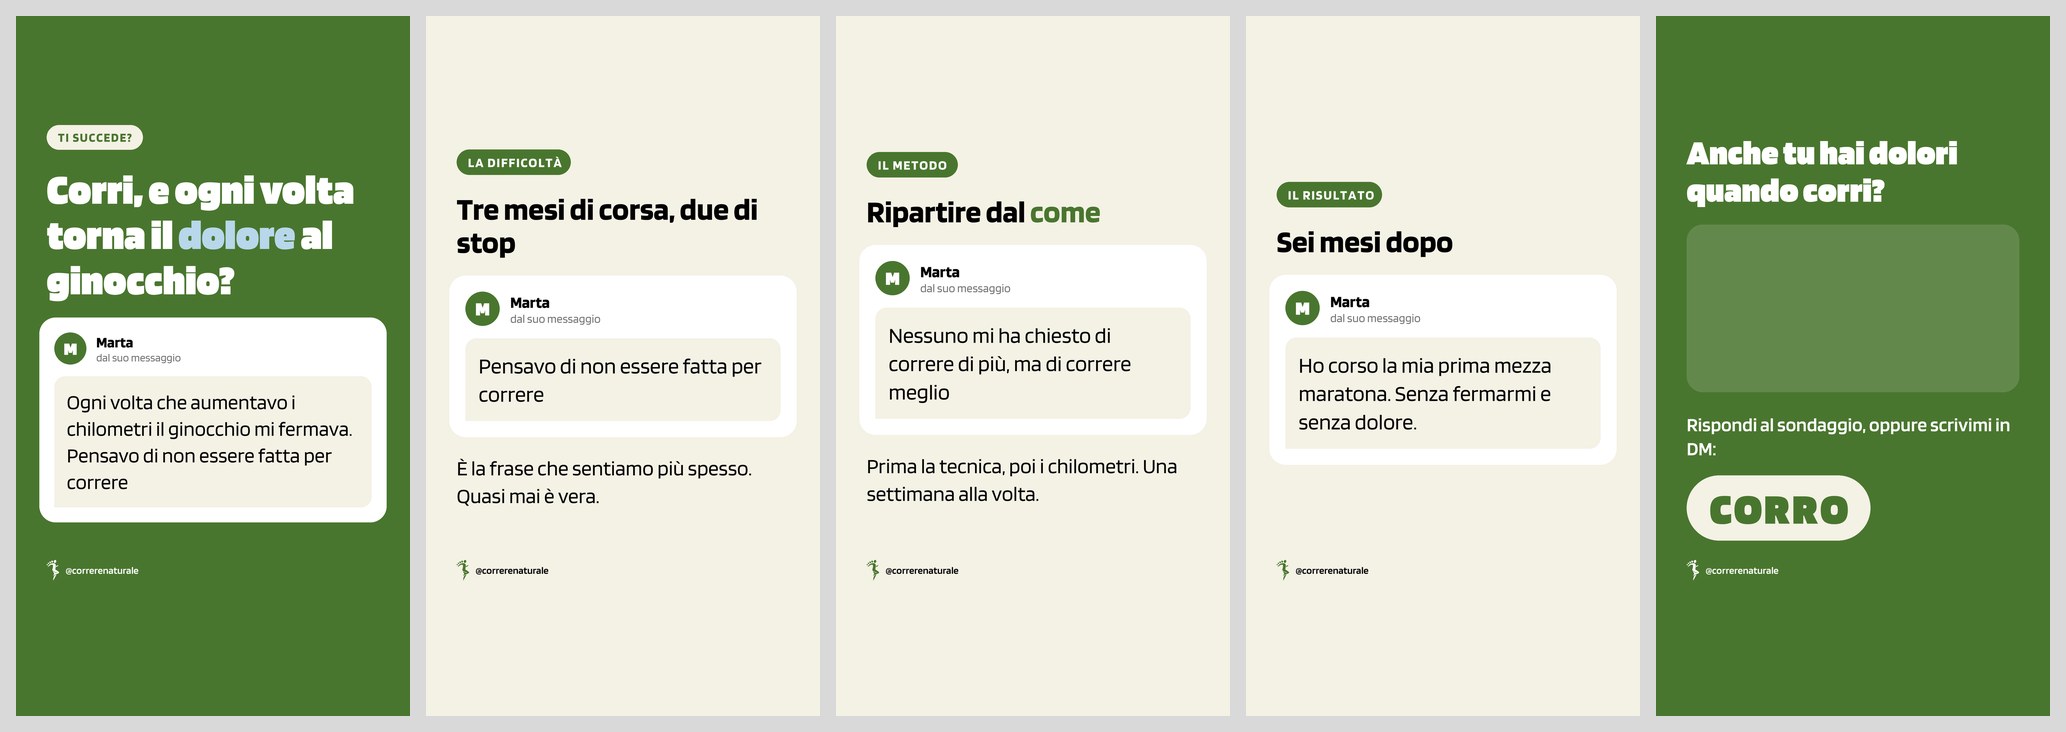 TI SUCCEDE?
Corri, e ogni volta
torna il dolore al
ginocchio?
M
Marta
dal suo messaggio
Ogni volta che aumentavo i
chilometri il ginocchio mi fermava.
Pensavo di non essere fatta per
correre
@correrenaturale
LA DIFFICOLTÀ
Tre mesi di corsa, due di
stop
M
Marta
dal suo messaggio
Pensavo di non essere fatta per
correre
È la frase che sentiamo più spesso.
Quasi mai è vera.
@correrenaturale
IL METODO
Ripartire dal come
M
Marta
dal suo messaggio
Nessuno mi ha chiesto di
correre di più, ma di correre
meglio
Prima la tecnica, poi i chilometri. Una
settimana alla volta.
@correrenaturale
IL RISULTATO
Sei mesi dopo
M
Marta
dal suo messaggio
Ho corso la mia prima mezza
maratona. Senza fermarmi e
senza dolore.
@correrenaturale
Anche tu hai dolori
quando corri?
Rispondi al sondaggio, oppure scrivimi in
DM:
CORRO
@correrenaturale